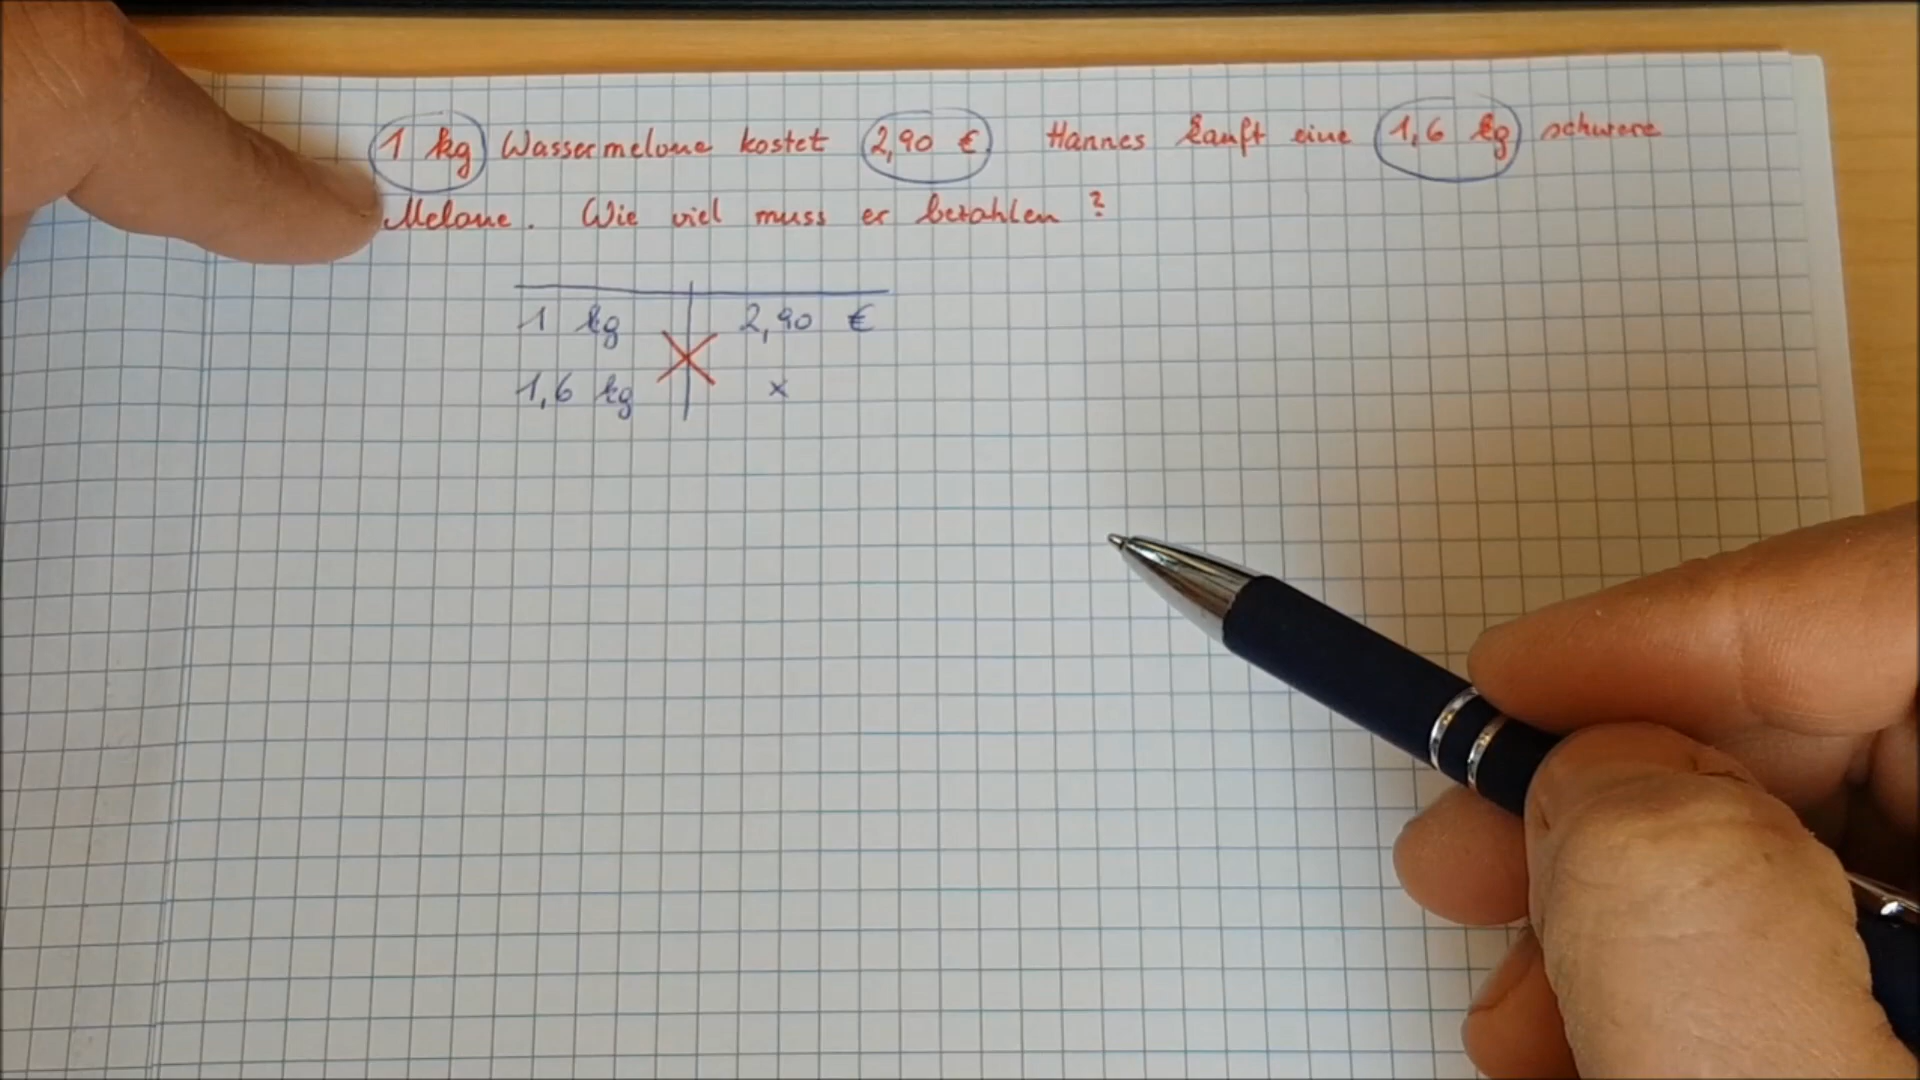 1 kg Wassermelone kostet 2,90 € Hannes kauft eine 1,6 kg schwere
Melone. Wie viel muss er bezahlen ?
1 kg 2,90 €
1,6 kg x